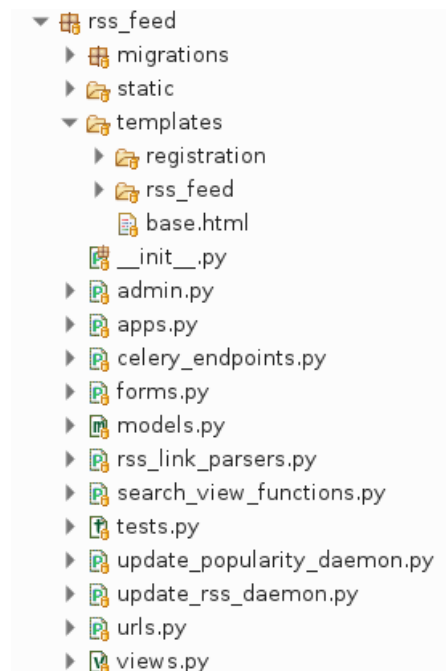 rss_feed
migrations
static
templates
registration
rss_feed
base.html
__init__.py
admin.py
apps.py
celery_endpoints.py
forms.py
models.py
rss_link_parsers.py
search_view_functions.py
tests.py
update_popularity_daemon.py
update_rss_daemon.py
urls.py
views.py